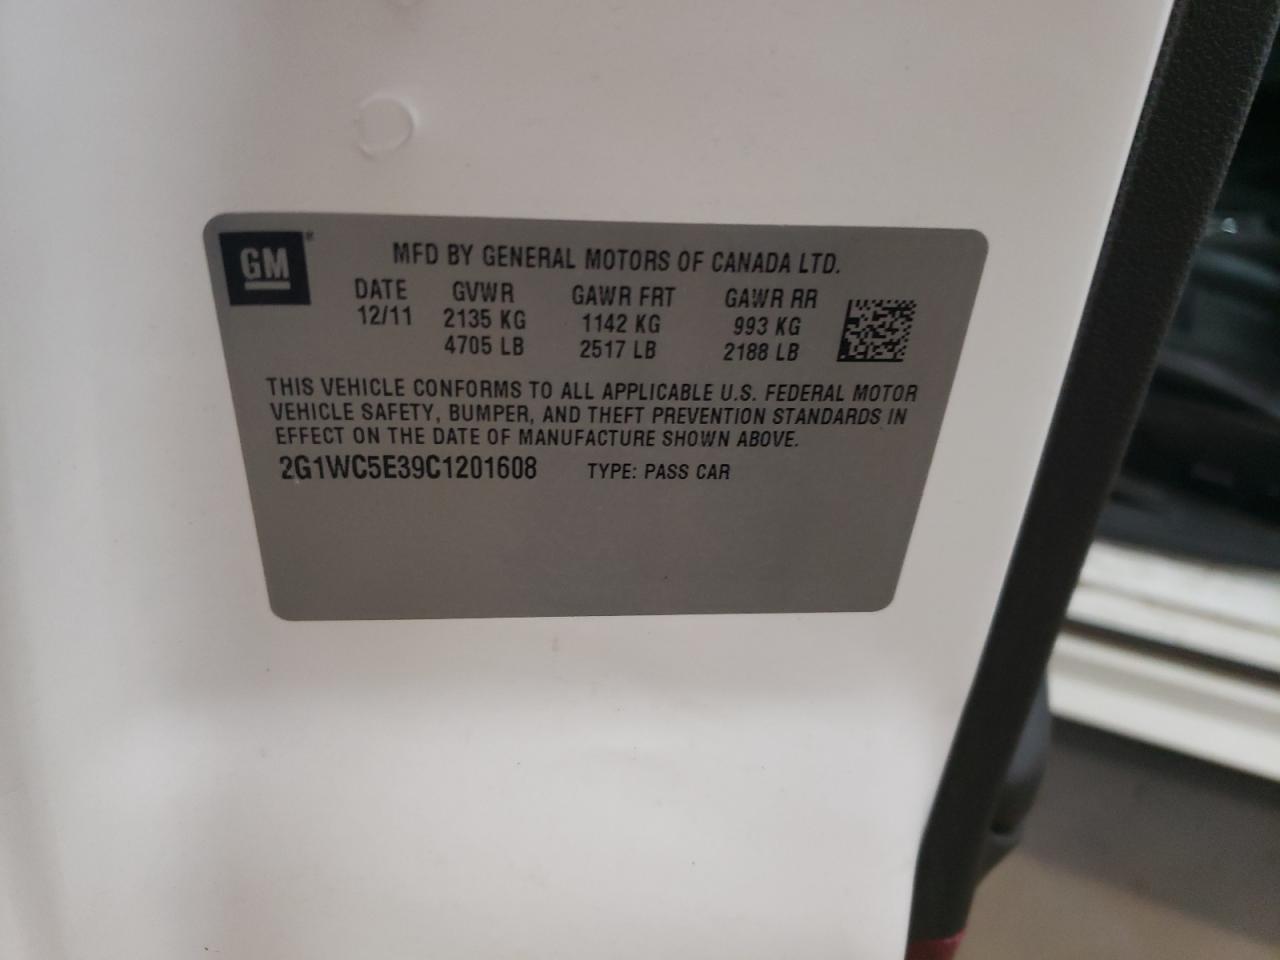 GM
MFD BY GENERAL MOTORS OF CANADA LTD.
DATE GVWR GAWR FRT GAWR RR
12/11 2135 KG 1142 KG 993 KG
4705 LB 2517 LB 2188 LB
THIS VEHICLE CONFORMS TO ALL APPLICABLE U.S. FEDERAL MOTOR
VEHICLE SAFETY, BUMPER, AND THEFT PREVENTION STANDARDS IN
EFFECT ON THE DATE OF MANUFACTURE SHOWN ABOVE.
2G1WC5E39C1201608 TYPE: PASS CAR